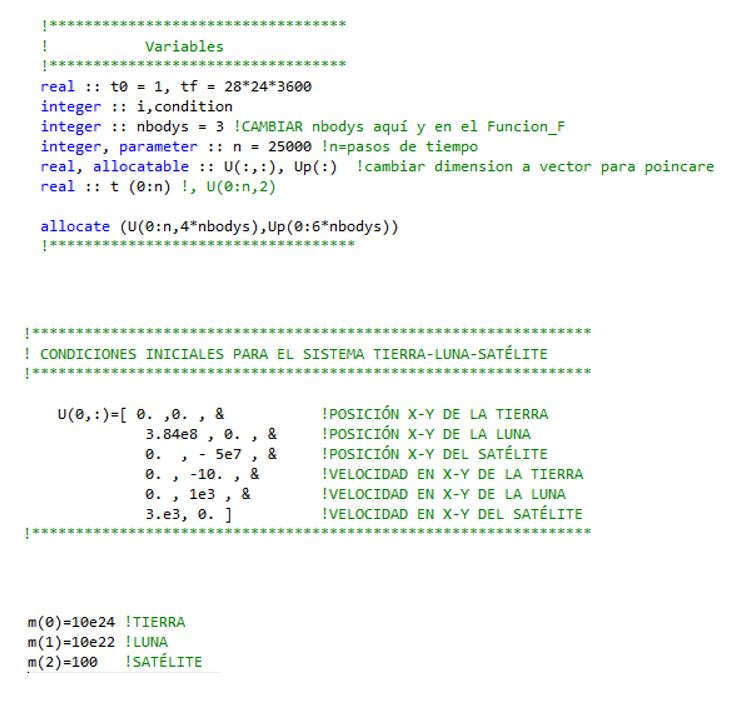 !**********************************
!           Variables
!**********************************
real :: t0 = 1, tf = 28*24*3600
integer :: i,condition
integer :: nbodys = 3 !CAMBIAR nbodys aquí y en el Funcion_F
integer, parameter :: n = 25000 !n=pasos de tiempo
real, allocatable :: U(:,:), Up(:)  !cambiar dimension a vector para poincare
real :: t (0:n) !, U(0:n,2)
allocate (U(0:n,4*nbodys),Up(0:6*nbodys))
!***********************************
!****************************************************************
! CONDICIONES INICIALES PARA EL SISTEMA TIERRA-LUNA-SATÉLITE
!****************************************************************
U(0,:)=[ 0. ,0. , &           !POSICIÓN X-Y DE LA TIERRA
3.84e8 , 0. , &     !POSICIÓN X-Y DE LA LUNA
0.  , - 5e7 , &     !POSICIÓN X-Y DEL SATÉLITE
0. , -10. , &       !VELOCIDAD EN X-Y DE LA TIERRA
0. , 1e3 , &        !VELOCIDAD EN X-Y DE LA LUNA
3.e3, 0. ]          !VELOCIDAD EN X-Y DEL SATÉLITE
!****************************************************************
m(0)=10e24 !TIERRA
m(1)=10e22 !LUNA
m(2)=100   !SATÉLITE